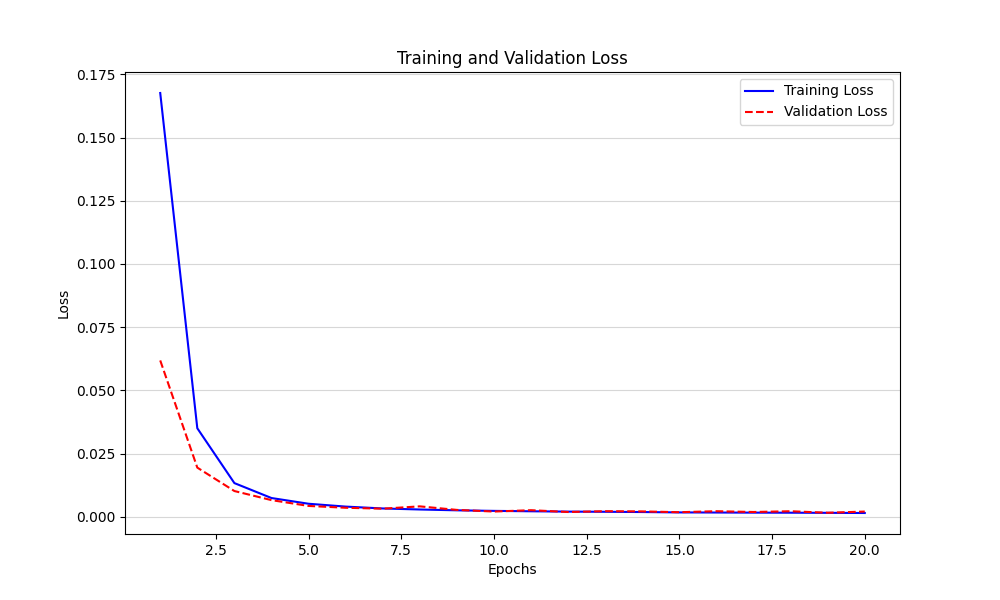 Training and Validation Loss
Training Loss
Validation Loss
0.175
0.150
0.125
0.100
0.075
0.050
0.025
0.000
Loss
2.5 5.0 7.5 10.0 12.5 15.0 17.5 20.0
Epochs